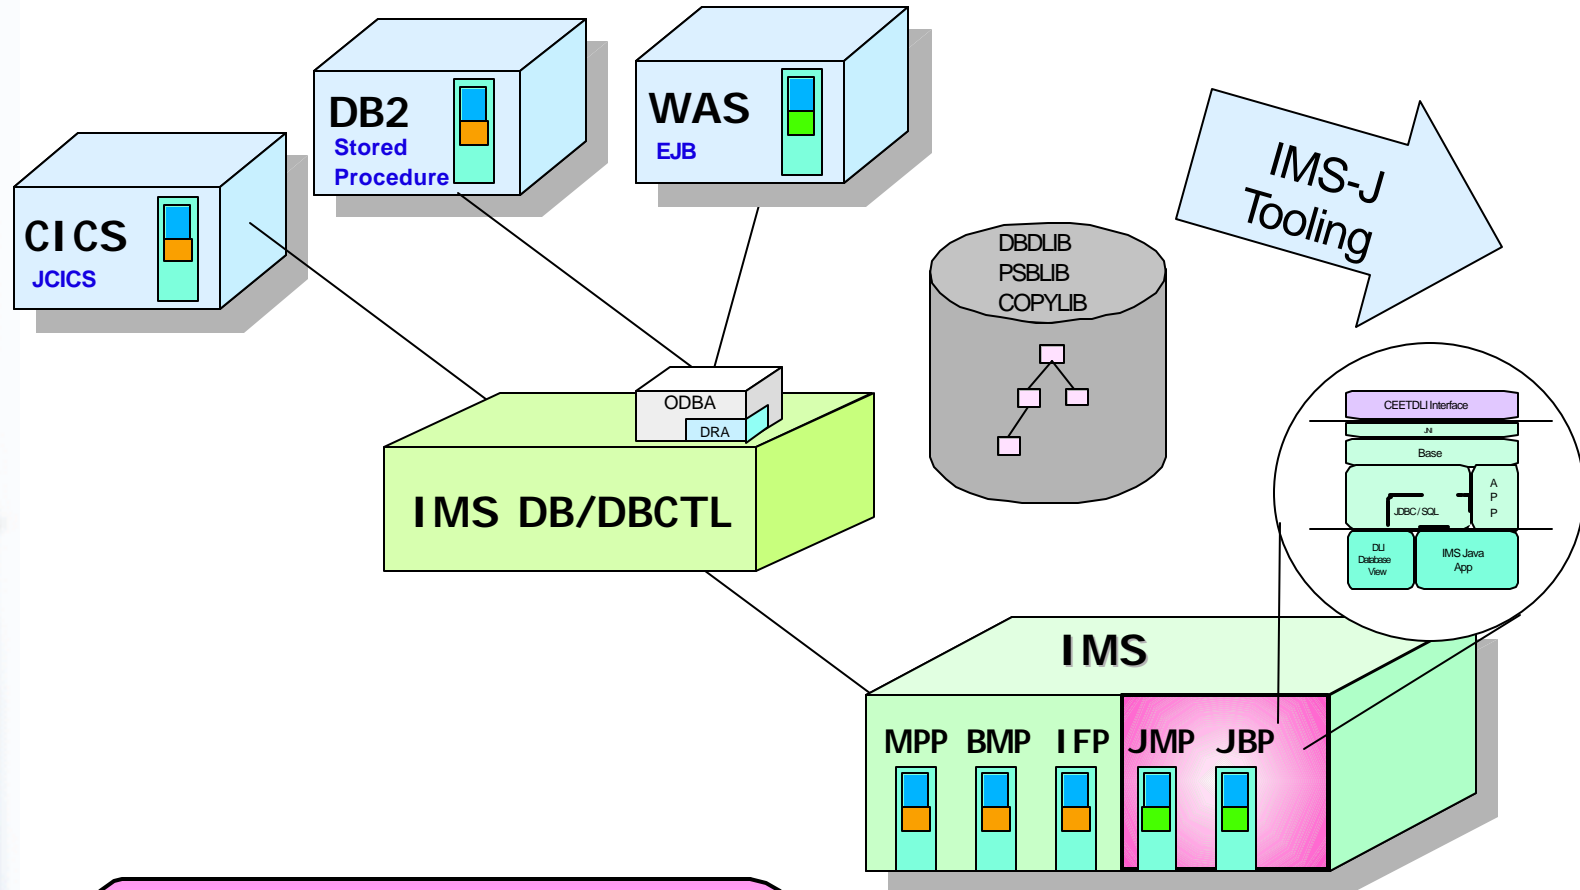 DB2
Stored
Procedure
WAS
EJB
CICS
JCICS
IMS-J
Tooling
DBDLIB
PSBLIB
COPYLIB
ODBA
DRA
IMS DB/DBCTL
CEETDLI Interface
JNI
Base
JDBC / SQL
A
P
P
DLI
Database
View
IMS Java
App
IMS
MPP BMP IFP JMP JBP